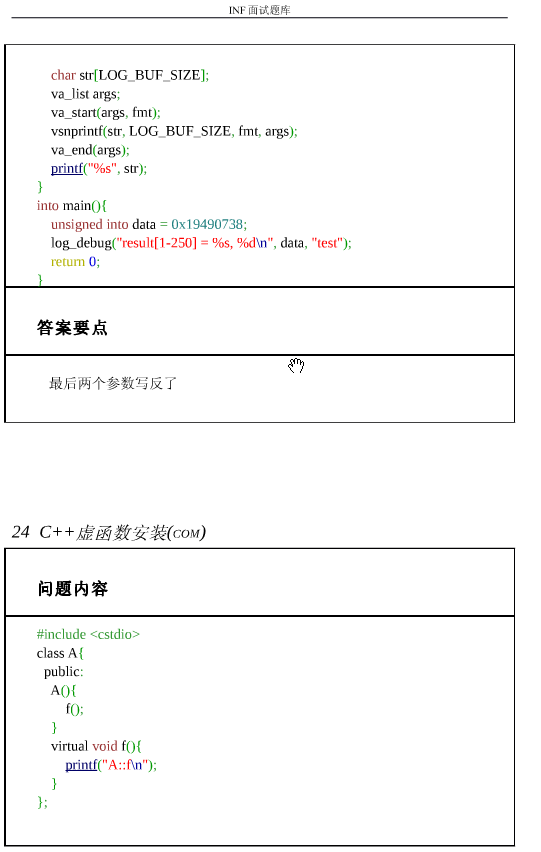 INF 面试题库
char str[LOG_BUF_SIZE];
va_list args;
va_start(args, fmt);
vsnprintf(str, LOG_BUF_SIZE, fmt, args);
va_end(args);
printf("%s", str);
}
into main(){
unsigned into data = 0x19490738;
log_debug("result[1-250] = %s, %d\n", data, "test");
return 0;
}
答案要点
最后两个参数写反了
24 C++虚函数安装(COM)
问题内容
#include <cstdio>
class A{
public:
A(){
f();
}
virtual void f(){
printf("A::f\n");
}
};